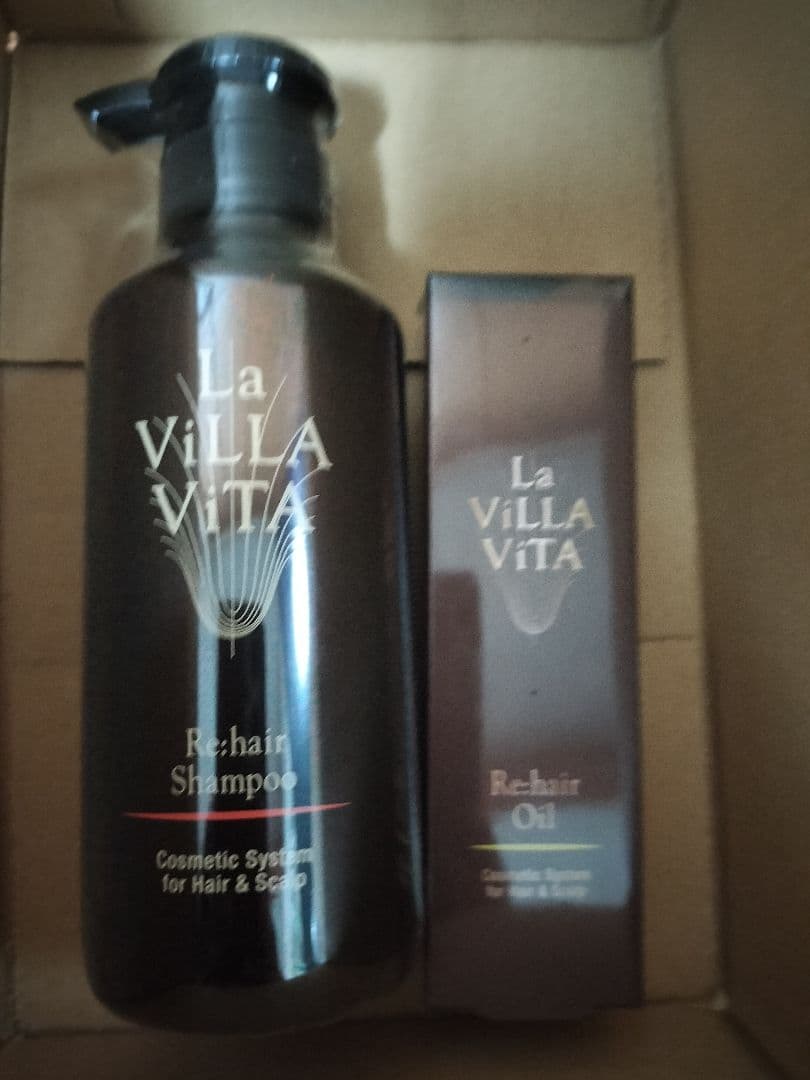 La
ViLLA
ViTA
Re:hair
Shampoo
Cosmetic System
for Hair & Scalp
La
ViLLA
ViTA
Re:hair
Oil
Cosmetic System
for Hair & Scalp